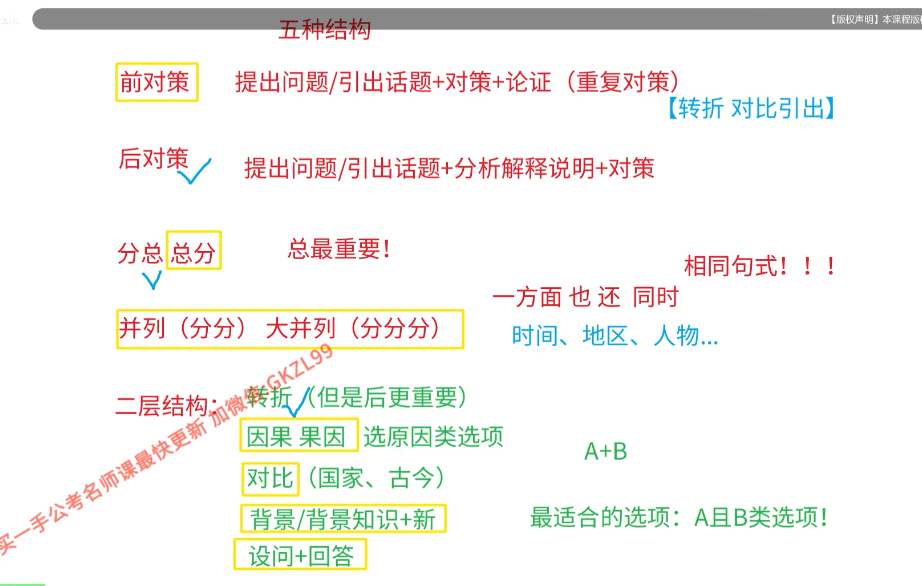 【版权声明】本课程版
五种结构
前对策 提出问题/引出话题+对策+论证（重复对策）
【转折 对比引出】
后对策 提出问题/引出话题+分析解释说明+对策
分总 总分 总最重要！
相同句式！！！
一方面 也 还 同时
并列（分分） 大并列（分分分）
时间、地区、人物...
二层结构： 转折（但是后更重要）
因果 果因 选原因类选项
A+B
对比（国家、古今）
背景/背景知识+新
最适合的选项：A且B类选项！
设问+回答
买一手公考名师课最快更新 加微信:GKZL99